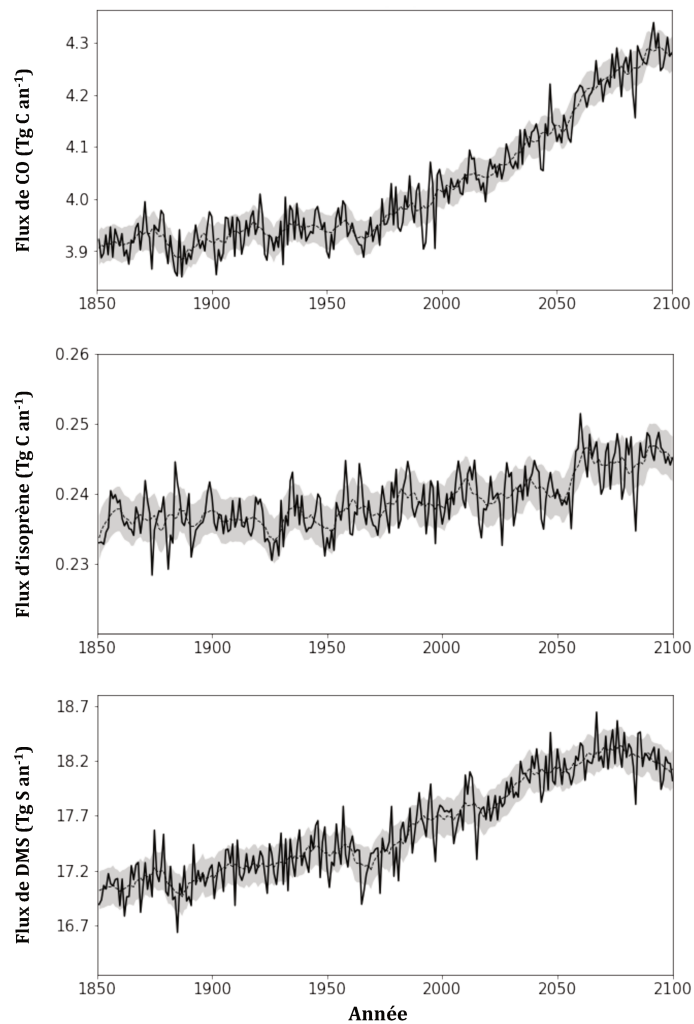 Flux de CO (Tg C an⁻¹)
4.3
4.2
4.1
4.0
3.9
1850 1900 1950 2000 2050 2100
Flux d'isoprène (Tg C an⁻¹)
0.26
0.25
0.24
0.23
1850 1900 1950 2000 2050 2100
Flux de DMS (Tg S an⁻¹)
18.7
18.2
17.7
17.2
16.7
1850 1900 1950 2000 2050 2100
Année